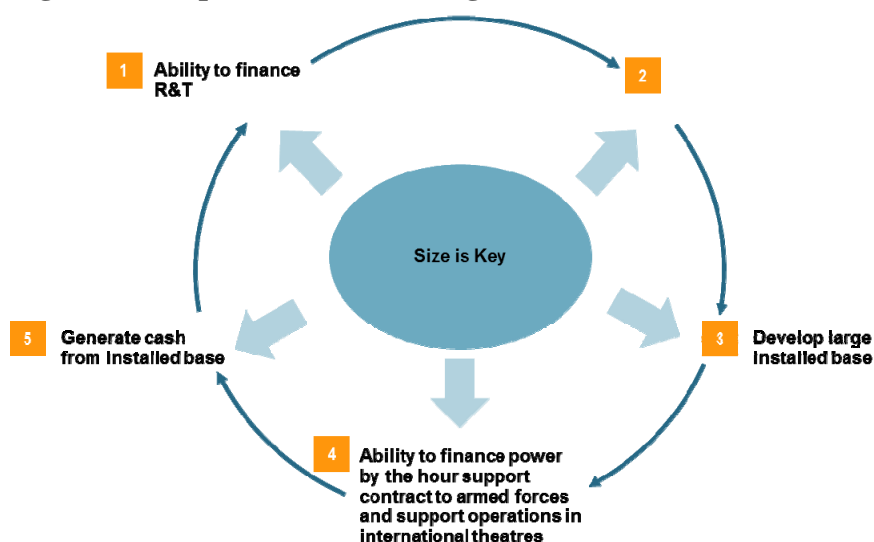 1
Ability to finance
R&T
2
Size is Key
5
Generate cash
from installed base
3
Develop large
installed base
4
Ability to finance power
by the hour support
contract to armed forces
and support operations in
international theatres